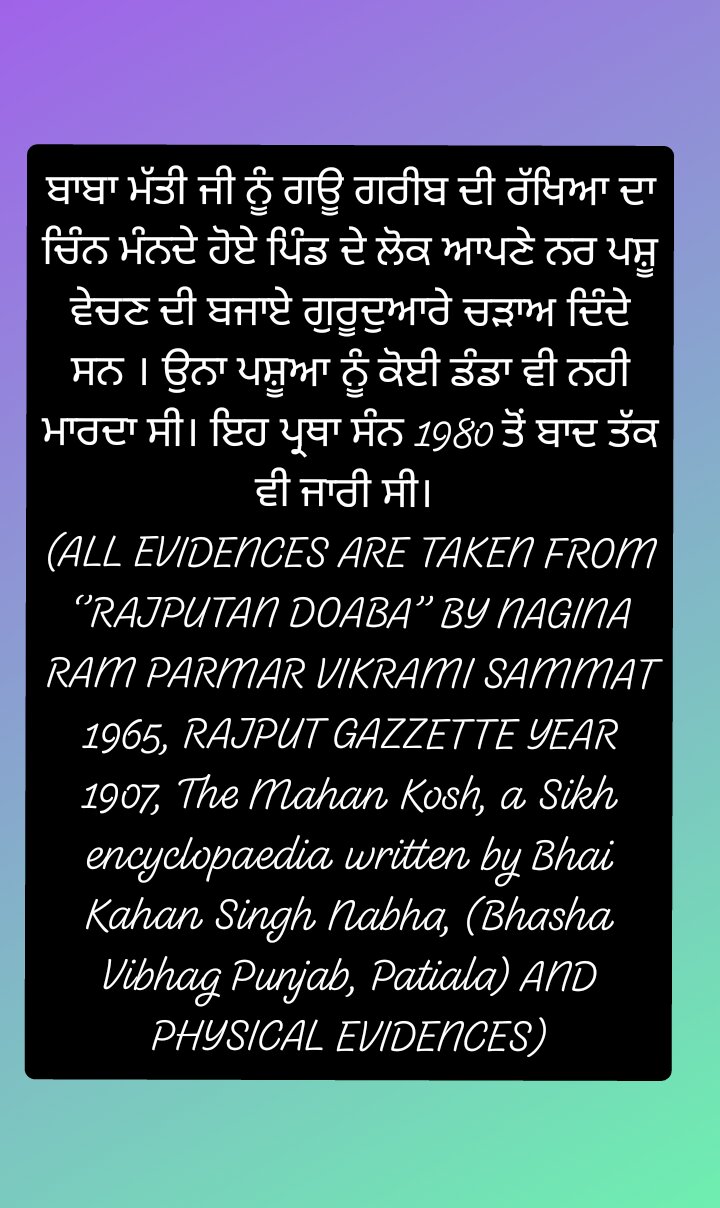 ਬਾਬਾ ਮੱਤੀ ਜੀ ਨੂੰ ਗਊ ਗਰੀਬ ਦੀ ਰੱਖਿਆ ਦਾ
ਚਿੰਨ ਮੰਨਦੇ ਹੋਏ ਪਿੰਡ ਦੇ ਲੋਕ ਆਪਣੇ ਨਰ ਪਸ਼ੂ
ਵੇਚਣ ਦੀ ਬਜਾਏ ਗੁਰੂਦੁਆਰੇ ਚੜਾਅ ਦਿੰਦੇ
ਸਨ । ਉਨਾ ਪਸ਼ੂਆ ਨੂੰ ਕੋਈ ਡੰਡਾ ਵੀ ਨਹੀ
ਮਾਰਦਾ ਸੀ। ਇਹ ਪ੍ਰਥਾ ਸੰਨ 1980 ਤੋਂ ਬਾਦ ਤੱਕ
ਵੀ ਜਾਰੀ ਸੀ।
(ALL EVIDENCES ARE TAKEN FROM
‘’RAJPUTAN DOABA’’ BY NAGINA
RAM PARMAR VIKRAMI SAMMAT
1965, RAJPUT GAZZETTE YEAR
1907, The Mahan Kosh, a Sikh
encyclopaedia written by Bhai
Kahan Singh Nabha, (Bhasha
Vibhag Punjab, Patiala) AND
PHYSICAL EVIDENCES)